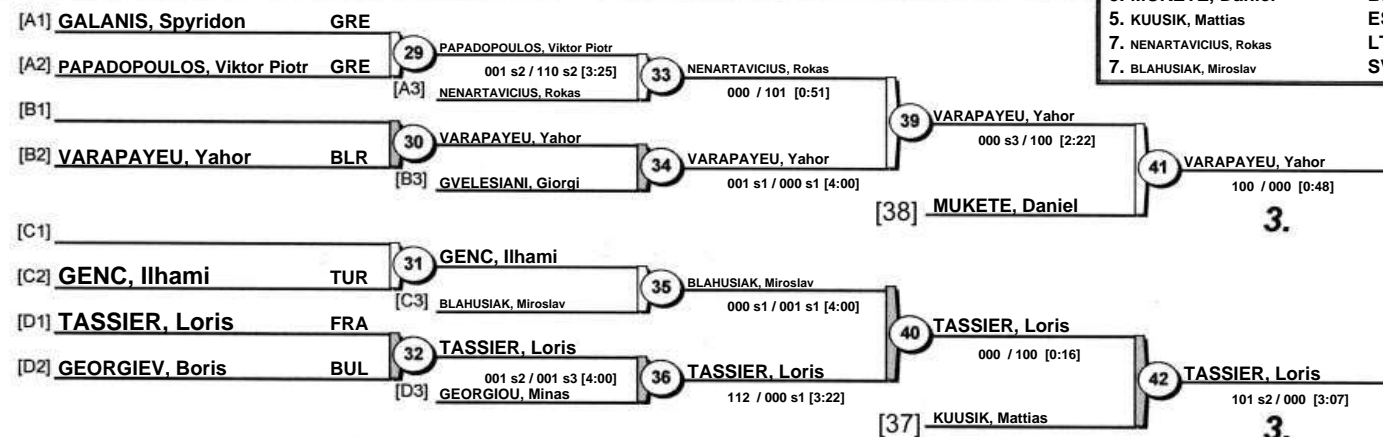 5. KUUSIK, Mattias
7. NENARTAVICIUS, Rokas
7. BLAHUSIAK, Miroslav
[A1] GALANIS, Spyridon GRE
[A2] PAPADOPOULOS, Viktor Piotr GRE
29
PAPADOPOULOS, Viktor Piotr
001 s2 / 110 s2 [3:25]
[A3] NENARTAVICIUS, Rokas
33
NENARTAVICIUS, Rokas
000 / 101 [0:51]
[B1]
[B2] VARAPAYEU, Yahor BLR
30
VARAPAYEU, Yahor
[B3] GVELESIANI, Giorgi
34
VARAPAYEU, Yahor
001 s1 / 000 s1 [4:00]
39
VARAPAYEU, Yahor
000 s3 / 100 [2:22]
[38] MUKETE, Daniel
41
VARAPAYEU, Yahor
100 / 000 [0:48]
3.
[C1]
[C2] GENC, Ilhami TUR
31
GENC, Ilhami
[C3] BLAHUSIAK, Miroslav
35
BLAHUSIAK, Miroslav
000 s1 / 001 s1 [4:00]
[D1] TASSIER, Loris FRA
[D2] GEORGIEV, Boris BUL
32
TASSIER, Loris
001 s2 / 001 s3 [4:00]
[D3] GEORGIOU, Minas
36
TASSIER, Loris
112 / 000 s1 [3:22]
40
TASSIER, Loris
000 / 100 [0:16]
[37] KUUSIK, Mattias
42
TASSIER, Loris
101 s2 / 000 [3:07]
3.